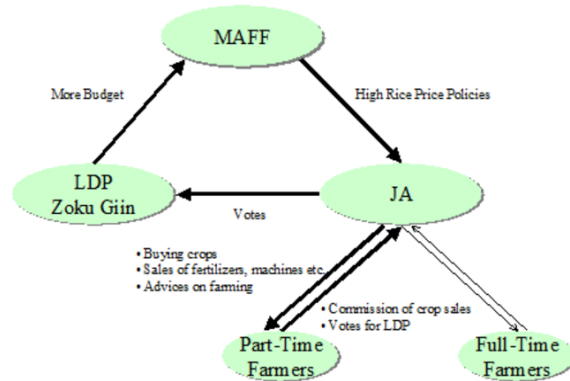 MAFF
More Budget
High Rice Price Policies
LDP
Zoku Giin
JA
Votes
• Buying crops
• Sales of fertilizers, machines etc.
• Advices on farming
• Commission of crop sales
• Votes for LDP
Part-Time
Farmers
Full-Time
Farmers